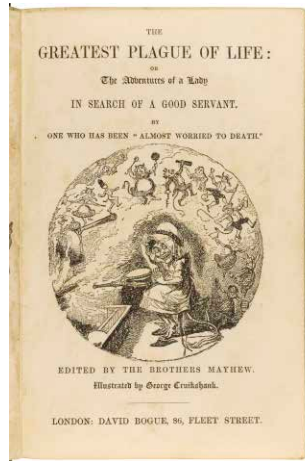 THE
GREATEST PLAGUE OF LIFE:
OR
The Adventures of a Lady
IN SEARCH OF A GOOD SERVANT.
BY
ONE WHO HAS BEEN "ALMOST WORRIED TO DEATH."
EDITED BY THE BROTHERS MAYHEW.
Illustrated by George Cruikshank.
LONDON: DAVID BOGUE, 86, FLEET STREET.